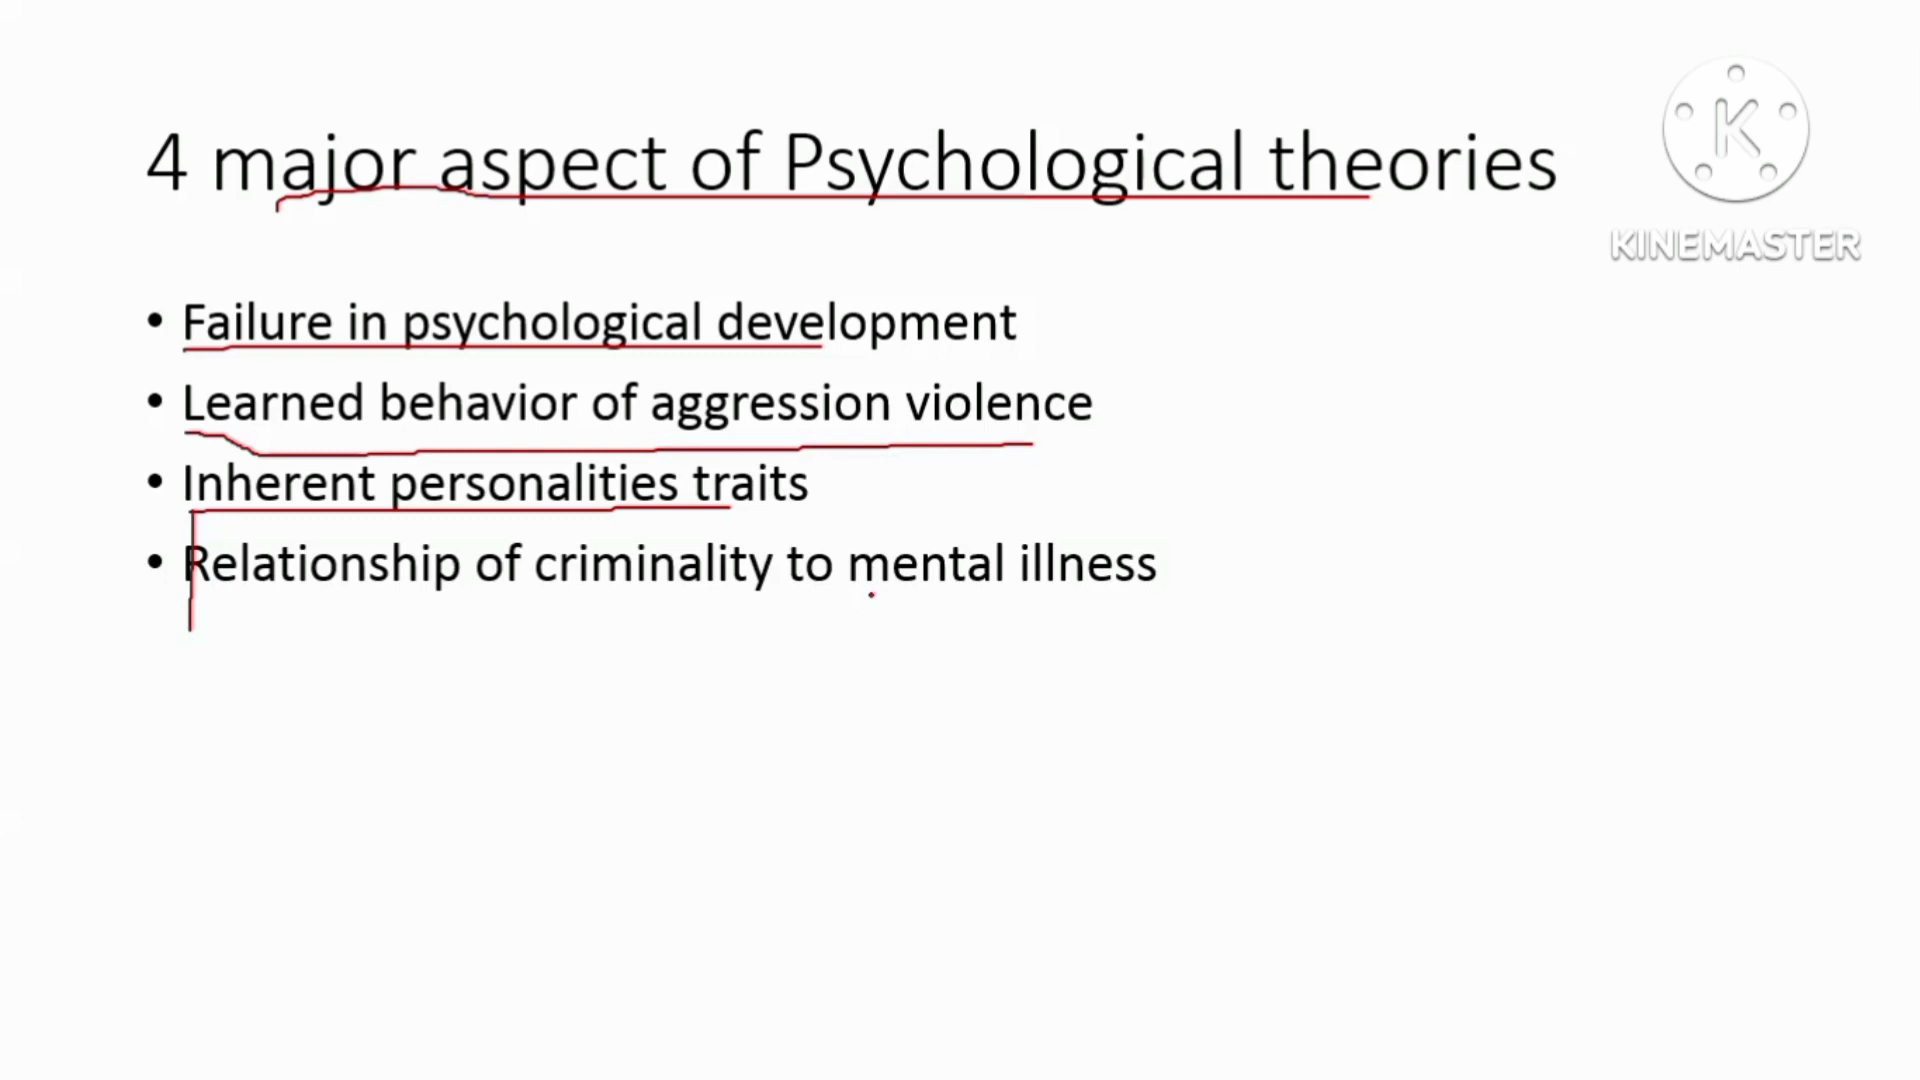 4 major aspect of Psychological theories
K
KINEMASTER
• Failure in psychological development
• Learned behavior of aggression violence
• Inherent personalities traits
• Relationship of criminality to mental illness